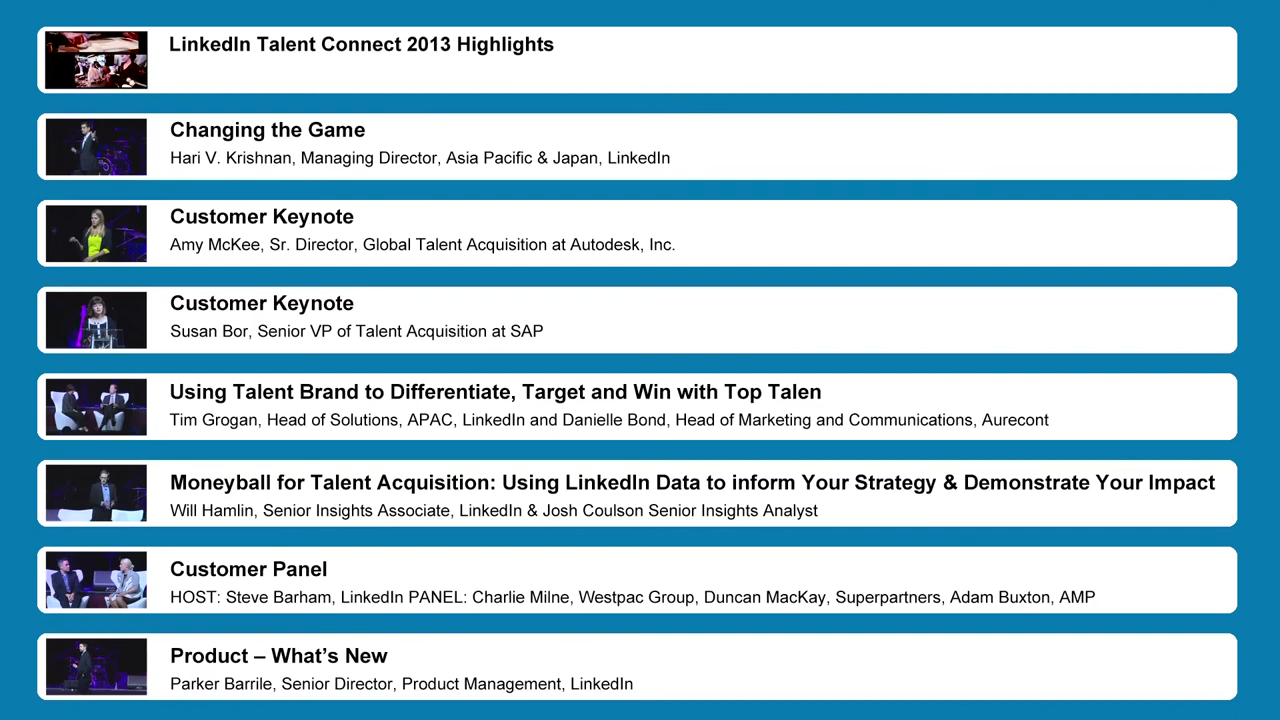 LinkedIn Talent Connect 2013 Highlights
Changing the Game
Hari V. Krishnan, Managing Director, Asia Pacific & Japan, LinkedIn
Customer Keynote
Amy McKee, Sr. Director, Global Talent Acquisition at Autodesk, Inc.
Customer Keynote
Susan Bor, Senior VP of Talent Acquisition at SAP
Using Talent Brand to Differentiate, Target and Win with Top Talen
Tim Grogan, Head of Solutions, APAC, LinkedIn and Danielle Bond, Head of Marketing and Communications, Aurecont
Moneyball for Talent Acquisition: Using LinkedIn Data to inform Your Strategy & Demonstrate Your Impact
Will Hamlin, Senior Insights Associate, LinkedIn & Josh Coulson Senior Insights Analyst
Customer Panel
HOST: Steve Barham, LinkedIn PANEL: Charlie Milne, Westpac Group, Duncan MacKay, Superpartners, Adam Buxton, AMP
Product – What’s New
Parker Barrile, Senior Director, Product Management, LinkedIn